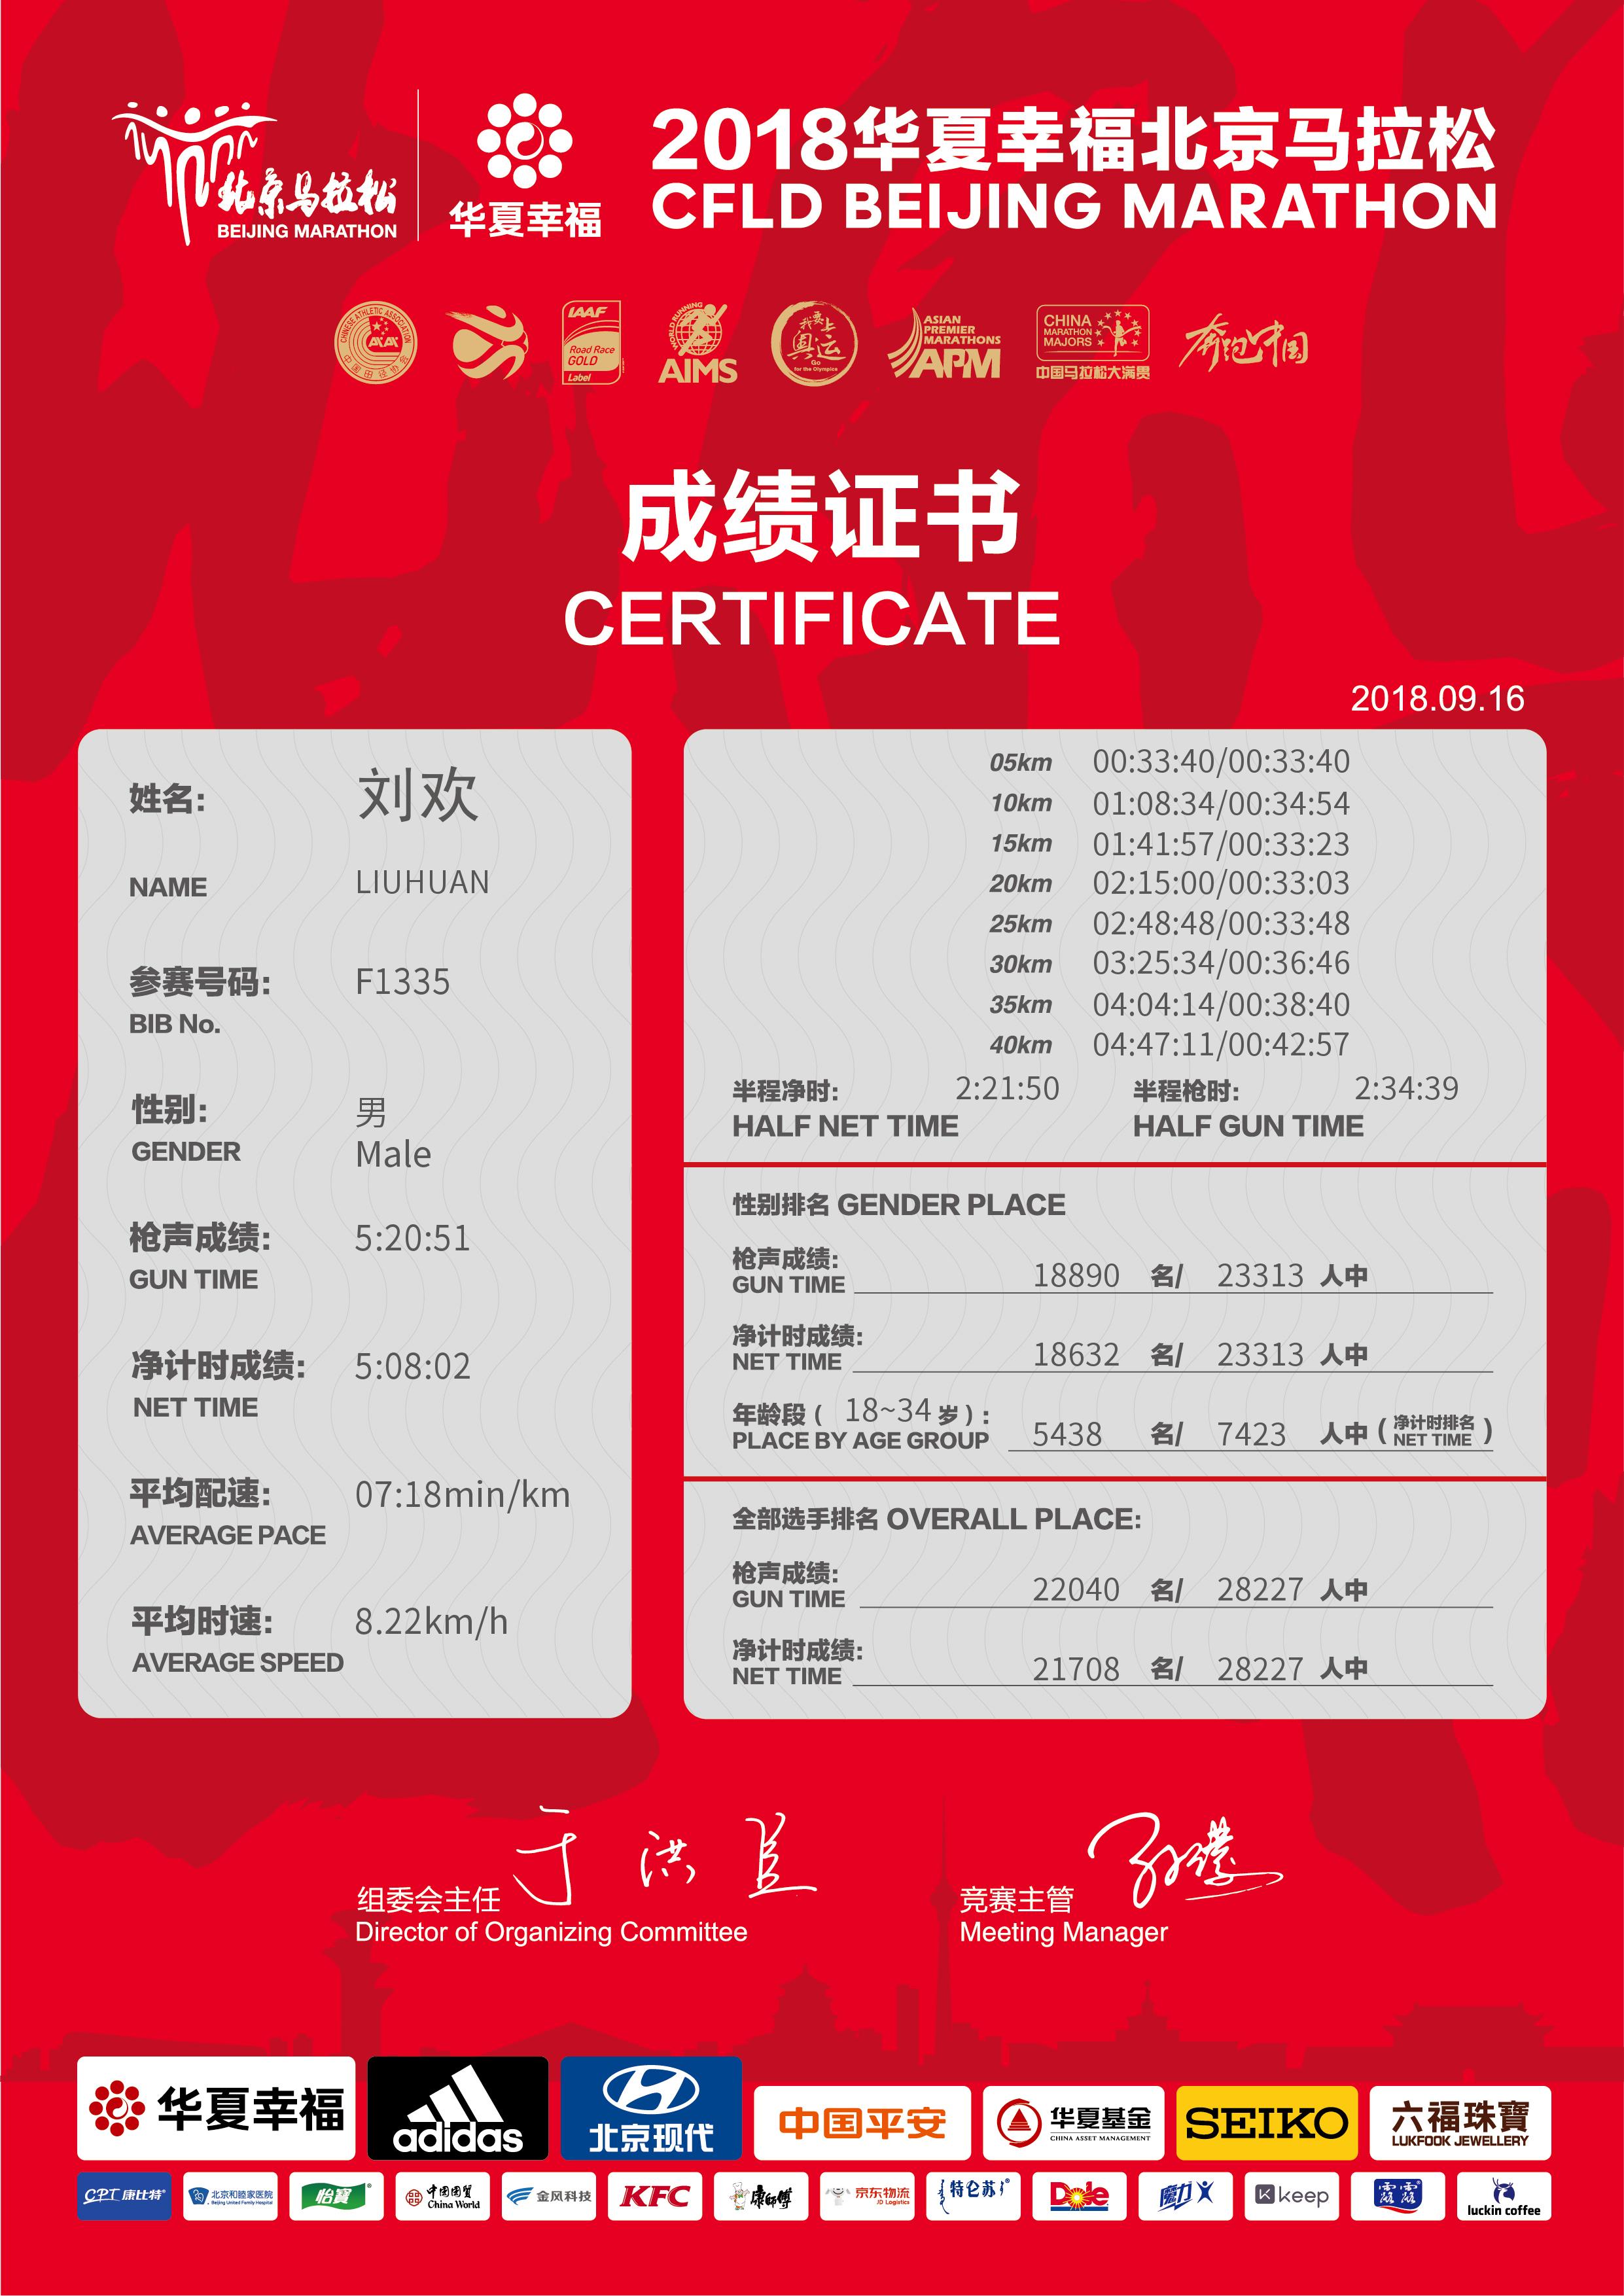 北京马拉松
BEIJING MARATHON
华夏幸福
2018华夏幸福北京马拉松
CFLD BEIJING MARATHON
CHINESE ATHLETIC ASSOCIATION
中国田径协会
IAAF
Road Race
GOLD
Label
WORLD RUNNING
AIMS
我要上
奥运
Go
for the Olympics
ASIAN
PREMIER
MARATHONS
APM
CHINA
MARATHON
MAJORS
中国马拉松大满贯
奔跑中国
成绩证书
CERTIFICATE
2018.09.16
姓名: 刘欢
NAME LIUHUAN
参赛号码: F1335
BIB No.
性别: 男
GENDER Male
枪声成绩: 5:20:51
GUN TIME
净计时成绩: 5:08:02
NET TIME
平均配速: 07:18min/km
AVERAGE PACE
平均时速: 8.22km/h
AVERAGE SPEED
05km 00:33:40/00:33:40
10km 01:08:34/00:34:54
15km 01:41:57/00:33:23
20km 02:15:00/00:33:03
25km 02:48:48/00:33:48
30km 03:25:34/00:36:46
35km 04:04:14/00:38:40
40km 04:47:11/00:42:57
半程净时: 2:21:50 半程枪时: 2:34:39
HALF NET TIME HALF GUN TIME
性别排名 GENDER PLACE
枪声成绩:
GUN TIME 18890 名/ 23313 人中
净计时成绩:
NET TIME 18632 名/ 23313 人中
年龄段( 18~34 岁):
PLACE BY AGE GROUP 5438 名/ 7423 人中 (净计时排名 NET TIME)
全部选手排名 OVERALL PLACE:
枪声成绩:
GUN TIME 22040 名/ 28227 人中
净计时成绩:
NET TIME 21708 名/ 28227 人中
组委会主任
Director of Organizing Committee
竞赛主管
Meeting Manager
华夏幸福
adidas
北京现代
中国平安
华夏基金
CHINA ASSET MANAGEMENT
SEIKO
六福珠寶
LUKFOOK JEWELLERY
CPT 康比特
北京和睦家医院
Beijing United Family Hospital
怡寶
中国国贸
China World
金风科技
KFC
康師傅
京东物流
JD Logistics
特仑苏
Dole
魔力
keep
露露
luckin coffee